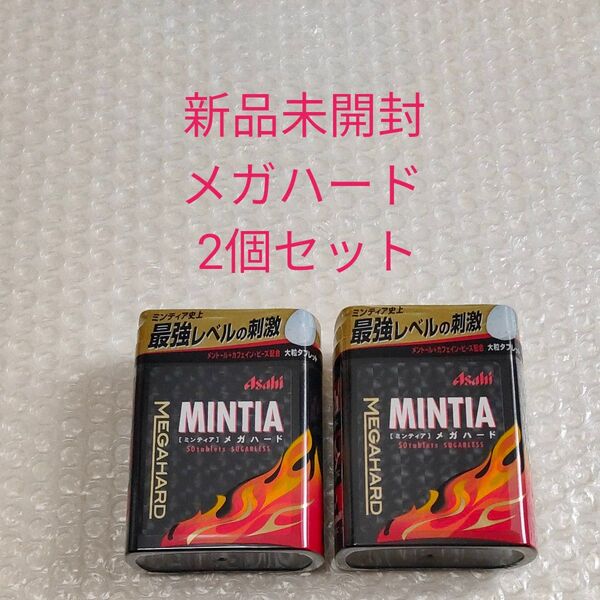 新品未開封
メガハード
2個セット
ミンティア史上
最強レベルの刺激
メントール・カフェイン・ビーズ配合 大粒タブレット
Asahi
MINTIA
[ミンティア]メガハード
50tablets SUGARLESS
MEGAHARD
ミンティア史上
最強レベルの刺激
メントール・カフェイン・ビーズ配合 大粒タブレット
Asahi
MINTIA
[ミンティア]メガハード
50tablets SUGARLESS
MEGAHARD